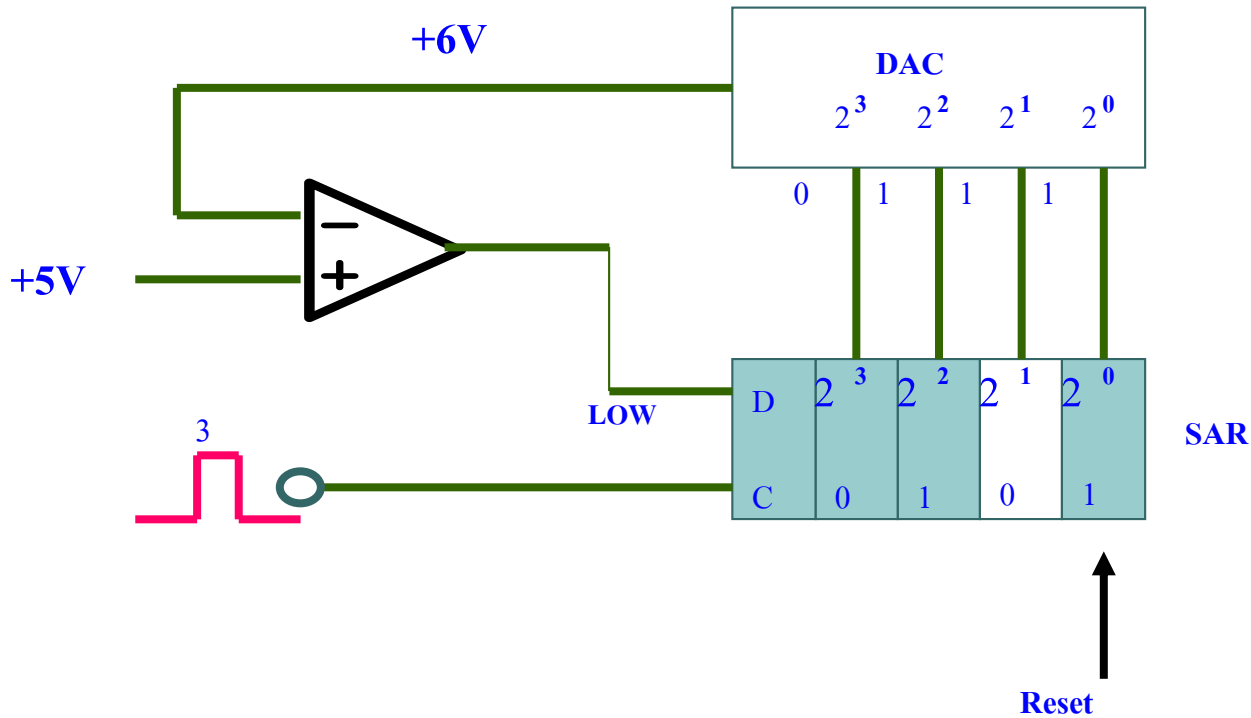 +6V
DAC
2³ 2² 2¹ 2⁰
0 1 1 1
− +
+5V
LOW
D 2³ 2² 2¹ 2⁰
SAR
3
C 0 1 0 1
Reset